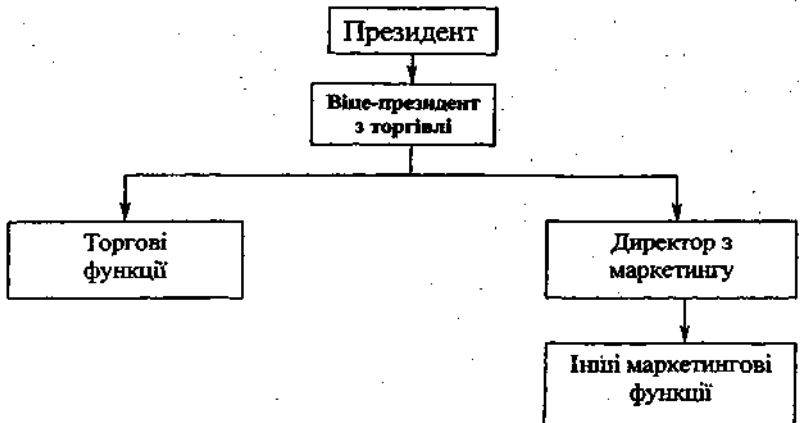 Президент
Віце-президент
з торгівлі
Торгові
функції
Директор з
маркетингу
Інші маркетингові
функції